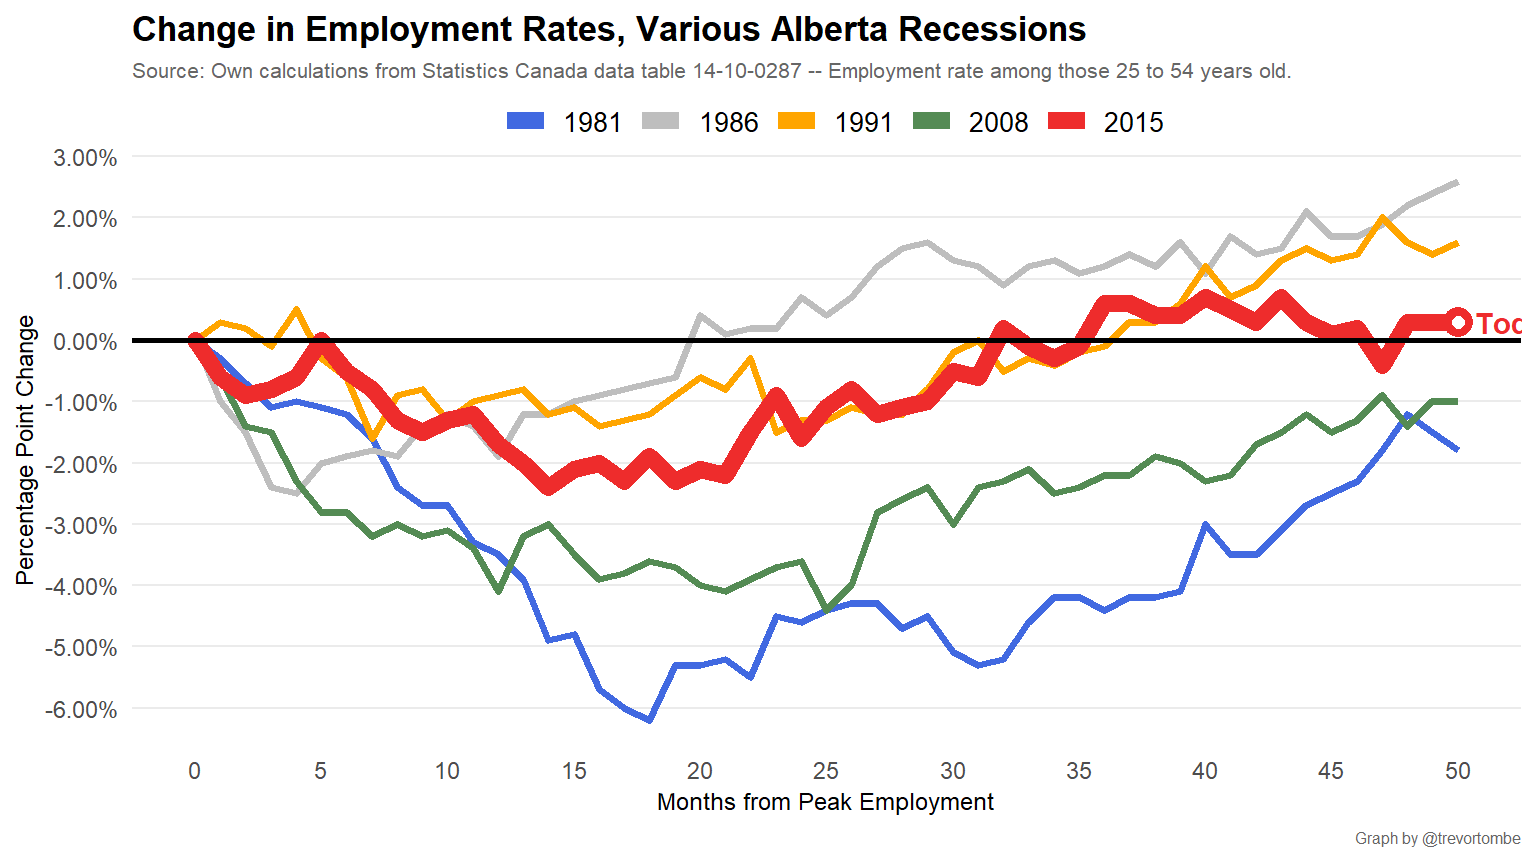 Change in Employment Rates, Various Alberta Recessions
Source: Own calculations from Statistics Canada data table 14-10-0287 -- Employment rate among those 25 to 54 years old.
1981 1986 1991 2008 2015
Percentage Point Change
3.00%
2.00%
1.00%
0.00%
-1.00%
-2.00%
-3.00%
-4.00%
-5.00%
-6.00%
Tod
0 5 10 15 20 25 30 35 40 45 50
Months from Peak Employment
Graph by @trevortombe